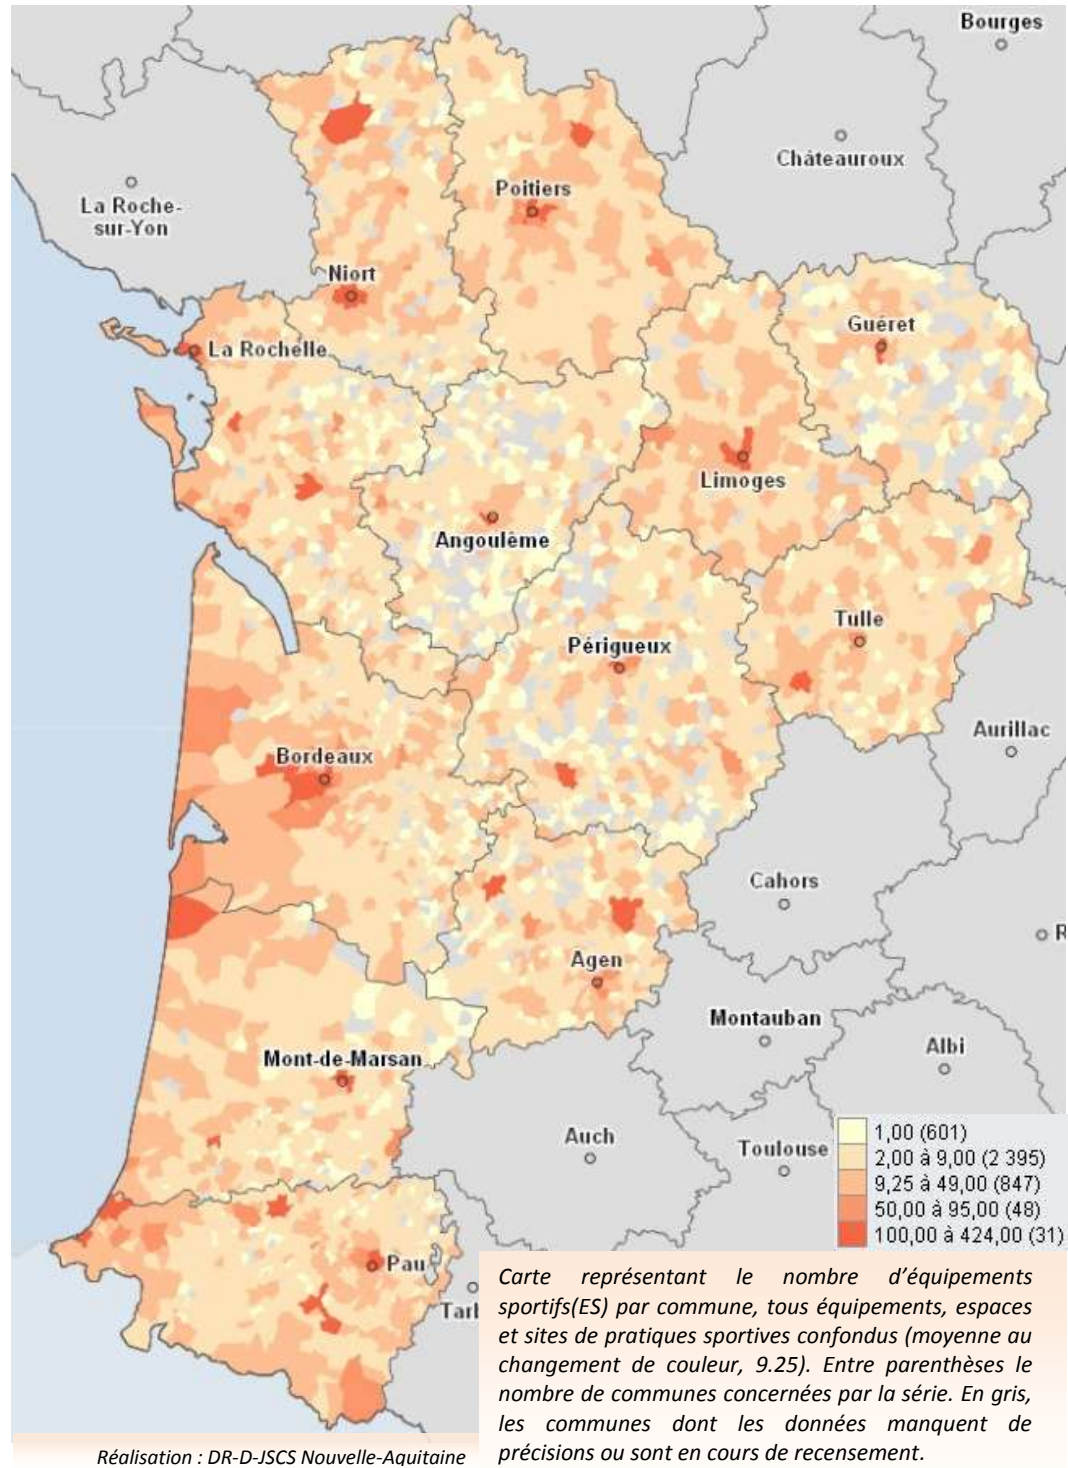 Bourges
Châteauroux
La Roche-
sur-Yon
Poitiers
Niort
Guéret
La Rochelle
Limoges
Angoulême
Tulle
Périgueux
Aurillac
Bordeaux
Cahors
R
Agen
Montauban
Albi
Mont-de-Marsan
Auch
Toulouse
1,00 (601)
2,00 à 9,00 (2 395)
9,25 à 49,00 (847)
50,00 à 95,00 (48)
100,00 à 424,00 (31)
Pau
Tarb
Carte représentant le nombre d'équipements
sportifs(ES) par commune, tous équipements, espaces
et sites de pratiques sportives confondus (moyenne au
changement de couleur, 9.25). Entre parenthèses le
nombre de communes concernées par la série. En gris,
les communes dont les données manquent de
précisions ou sont en cours de recensement.
Réalisation : DR-D-JSCS Nouvelle-Aquitaine